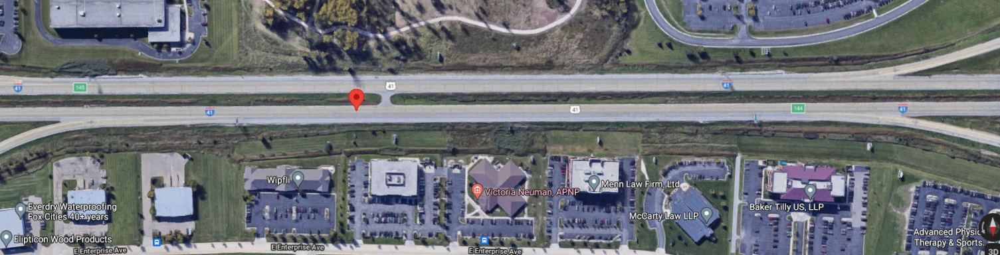 41
145
41
41
41
41
144
41
Wipfli
Victoria Neuman, APNP
Menn Law Firm, Ltd
Everdry Waterproofing
Fox Cities 40+ years
McCarty Law LLP
Baker Tilly US, LLP
Elipticon Wood Products
Advanced Physic
Therapy & Sports.
E Enterprise Ave
E Enterprise Ave
E Enterprise Ave